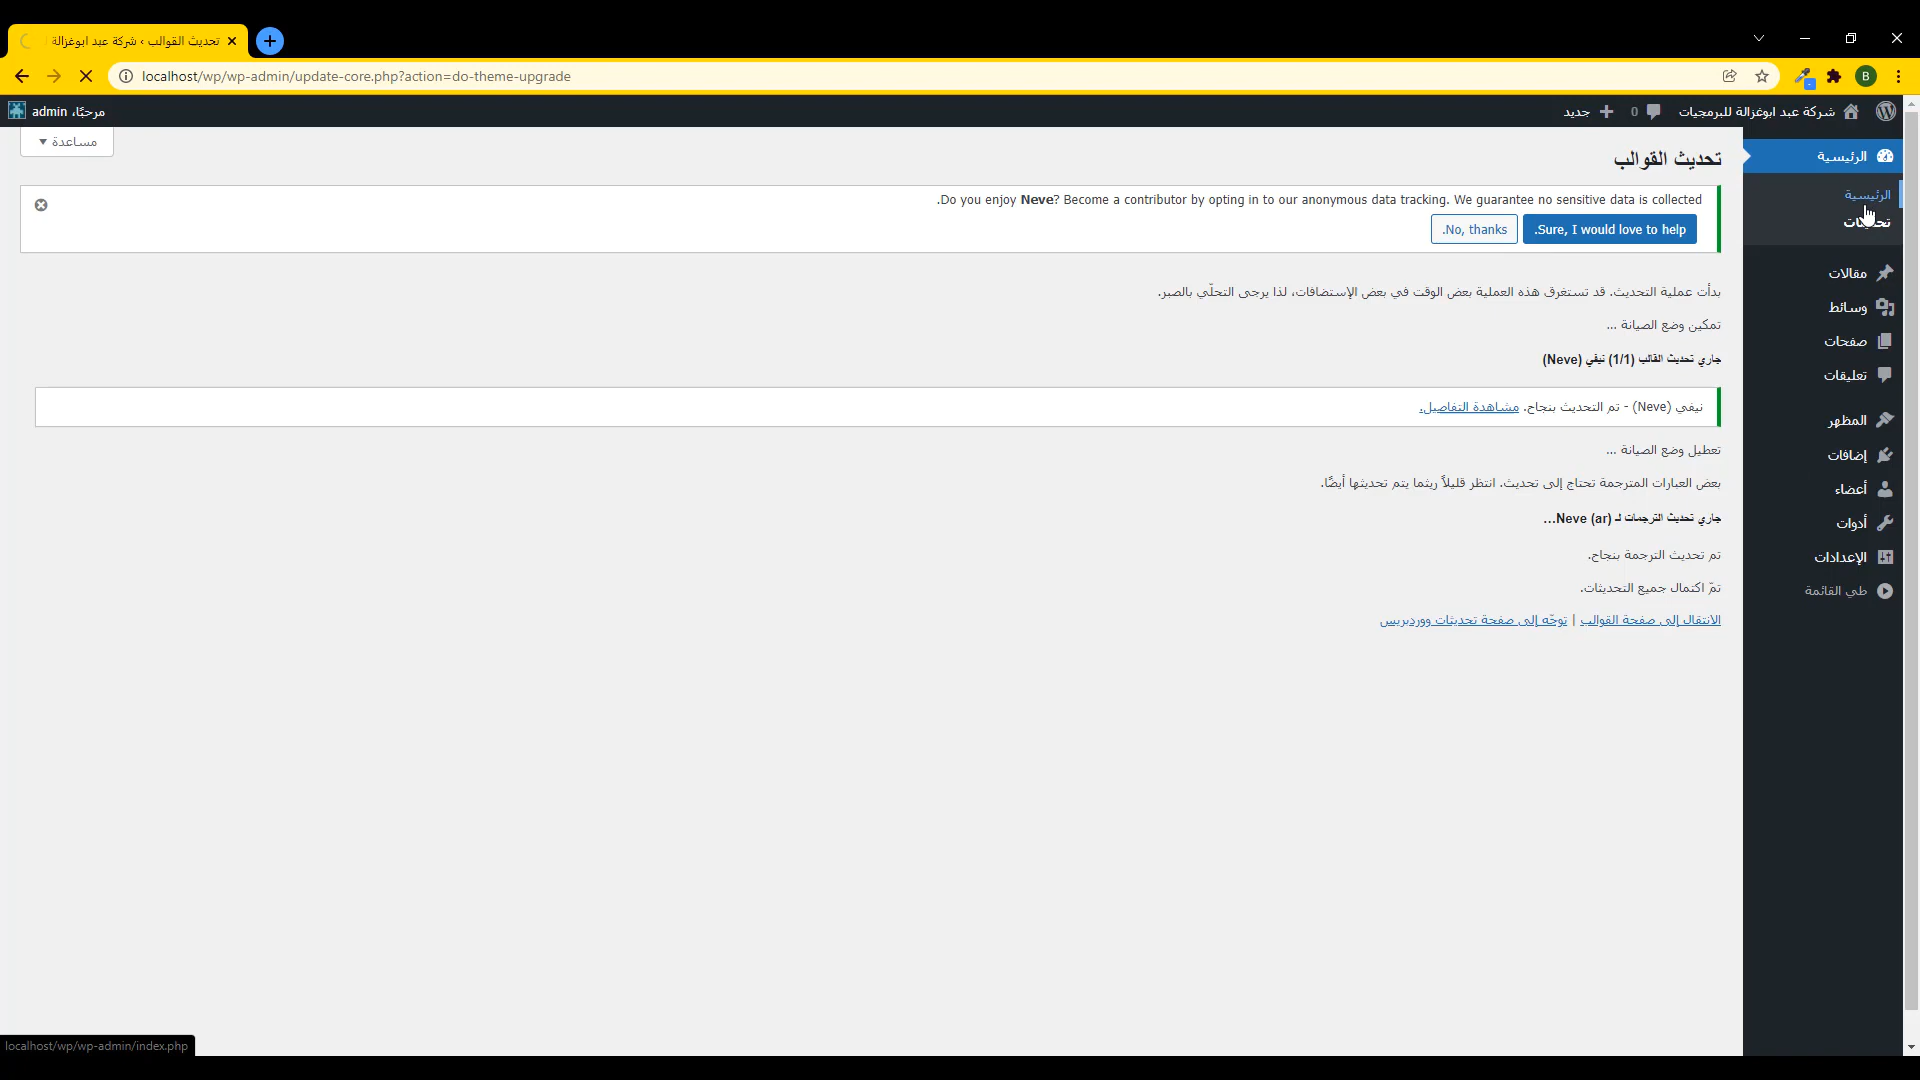 تحديث القوالب ‹ شركة عبد ابوغزالة
localhost/wp/wp-admin/update-core.php?action=do-theme-upgrade
B
شركة عبد ابوغزالة للبرمجيات
0
جديد
مرحبًا، admin
مساعدة
الرئيسية
الرئيسية
مقالات
وسائط
صفحات
تعليقات
المظهر
إضافات
أعضاء
أدوات
الإعدادات
طي القائمة
تحديث القوالب
Do you enjoy Neve? Become a contributor by opting in to our anonymous data tracking. We guarantee no sensitive data is collected.
Sure, I would love to help.
No, thanks.
بدأت عملية التحديث. قد تستغرق هذه العملية بعض الوقت في بعض الإستضافات، لذا يرجى التحلّي بالصبر.
تمكين وضع الصيانة ...
جاري تحديث القالب (1/1) نيفي (Neve)
نيفي (Neve) - تم التحديث بنجاح. مشاهدة التفاصيل.
تعطيل وضع الصيانة ...
بعض العبارات المترجمة تحتاج إلى تحديث. انتظر قليلاً ريثما يتم تحديثها أيضًا.
جاري تحديث الترجمات لـ Neve (ar)...
تم تحديث الترجمة بنجاح.
تمّ اكتمال جميع التحديثات.
الانتقال إلى صفحة القوالب | توجّه إلى صفحة تحديثات ووردبريس
localhost/wp/wp-admin/index.php